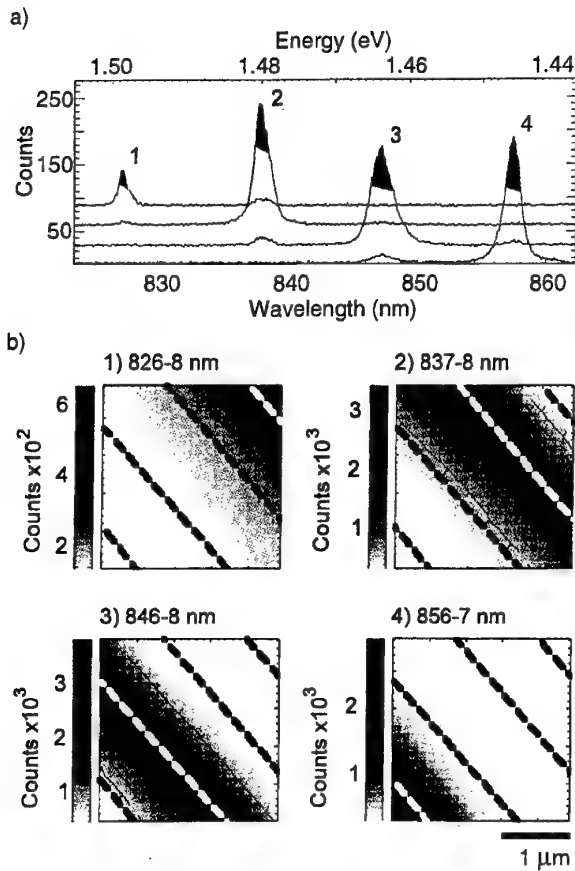 a)
Energy (eV)
1.50 1.48 1.46 1.44
Counts
250
150
50
1
2
3
4
830 840 850 860
Wavelength (nm)
b)
1) 826-8 nm
Counts x10²
6
4
2
2) 837-8 nm
Counts x10³
3
2
1
3) 846-8 nm
Counts x10³
3
2
1
4) 856-7 nm
Counts x10³
2
1
1 µm